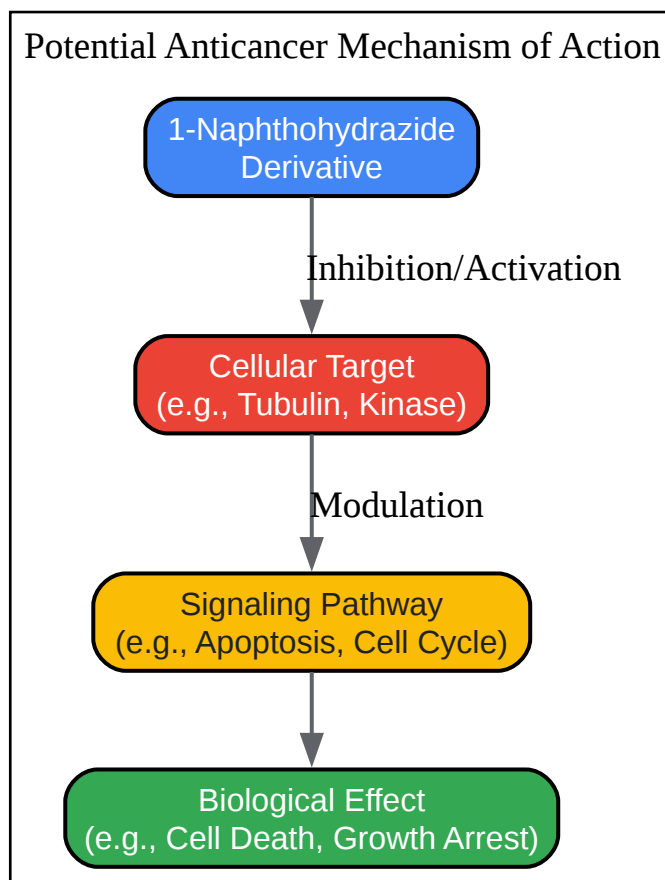 Potential Anticancer Mechanism of Action
1-Naphthohydrazide
Derivative
Inhibition/Activation
Cellular Target
(e.g., Tubulin, Kinase)
Modulation
Signaling Pathway
(e.g., Apoptosis, Cell Cycle)
Biological Effect
(e.g., Cell Death, Growth Arrest)